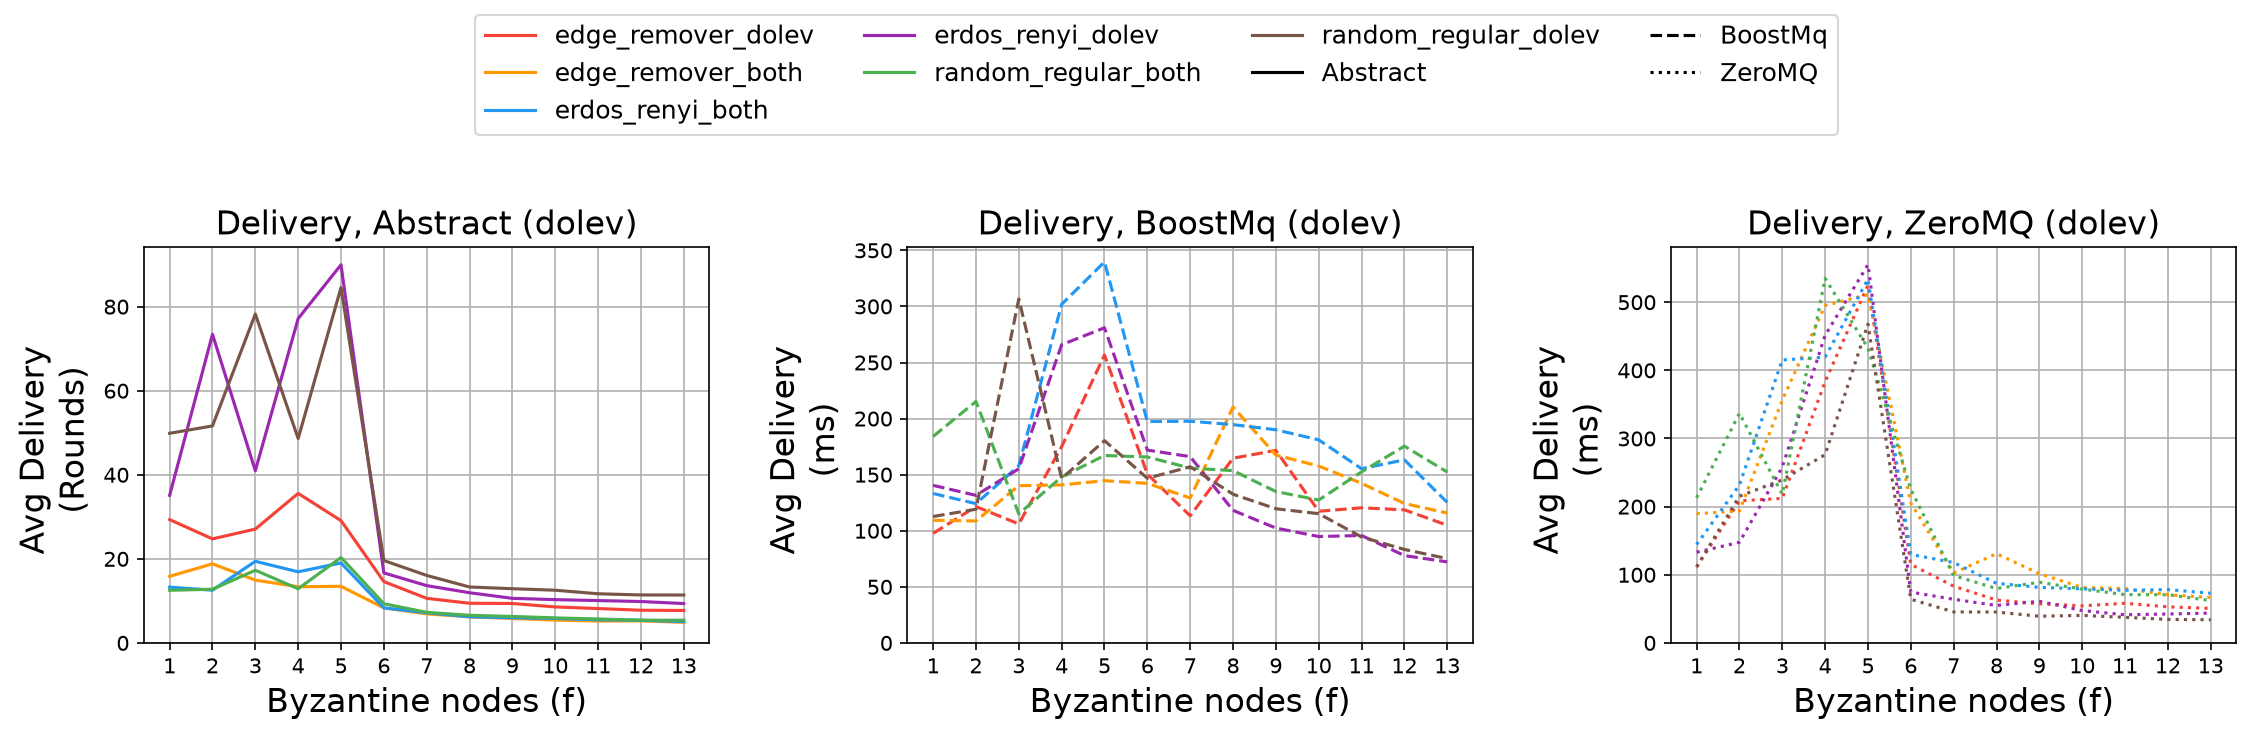 edge_remover_dolev
edge_remover_both
erdos_renyi_both
erdos_renyi_dolev
random_regular_both
random_regular_dolev
Abstract
BoostMq
ZeroMQ
Delivery, Abstract (dolev)
80
60
40
20
0
Avg Delivery
(Rounds)
1 2 3 4 5 6 7 8 9 10 11 12 13
Byzantine nodes (f)
Delivery, BoostMq (dolev)
350
300
250
200
150
100
50
0
Avg Delivery
(ms)
1 2 3 4 5 6 7 8 9 10 11 12 13
Byzantine nodes (f)
Delivery, ZeroMQ (dolev)
500
400
300
200
100
0
Avg Delivery
(ms)
1 2 3 4 5 6 7 8 9 10 11 12 13
Byzantine nodes (f)